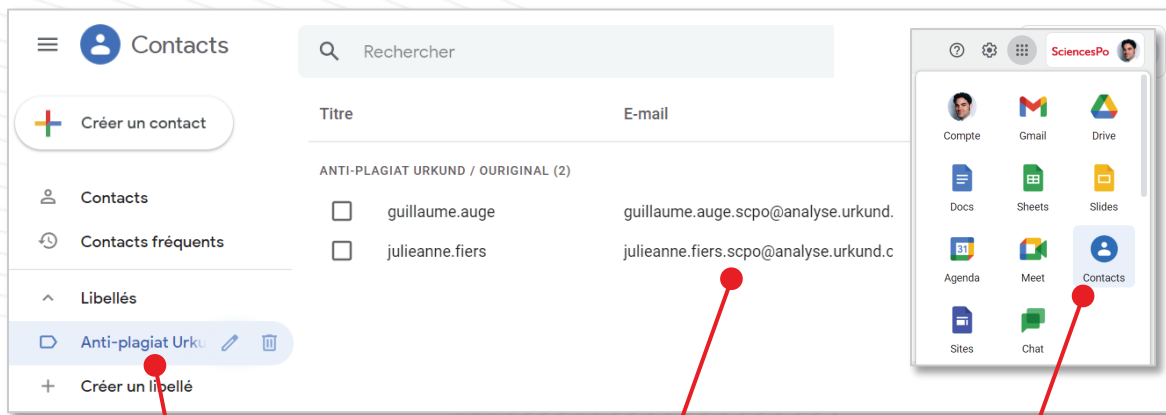 Contacts
Rechercher
SciencesPo
Créer un contact
Titre
E-mail
Compte
Gmail
Drive
ANTI-PLAGIAT URKUND / OURIGINAL (2)
Contacts
guillaume.auge
guillaume.auge.scpo@analyse.urkund.
Docs
Sheets
Slides
Contacts fréquents
julieanne.fiers
julieanne.fiers.scpo@analyse.urkund.c
31
Agenda
Meet
Contacts
Libellés
Anti-plagiat Urku
Sites
Chat
Créer un libellé